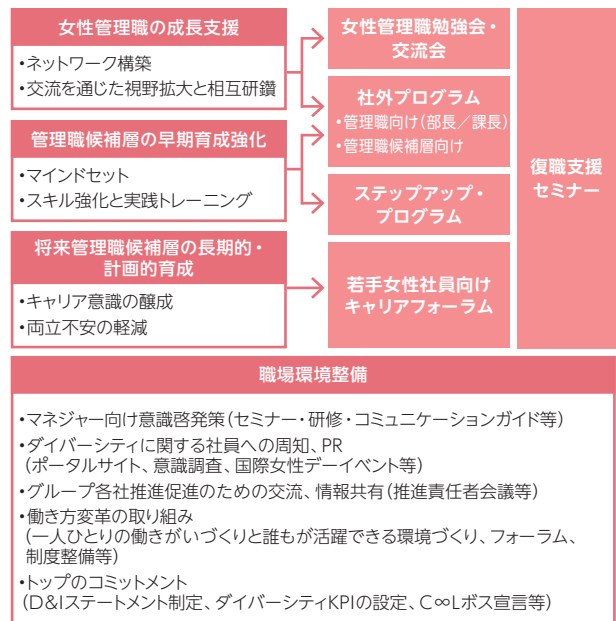 女性管理職の成長支援
・ネットワーク構築
・交流を通じた視野拡大と相互研鑽
管理職候補層の早期育成強化
・マインドセット
・スキル強化と実践トレーニング
将来管理職候補層の長期的・
計画的育成
・キャリア意識の醸成
・両立不安の軽減
女性管理職勉強会・
交流会
社外プログラム
・管理職向け(部長／課長)
・管理職候補層向け
ステップアップ・
プログラム
若手女性社員向け
キャリアフォーラム
復職支援
セミナー
職場環境整備
・マネジャー向け意識啓発策(セミナー・研修・コミュニケーションガイド等)
・ダイバーシティに関する社員への周知、PR
(ポータルサイト、意識調査、国際女性デーイベント等)
・グループ各社推進促進のための交流、情報共有(推進責任者会議等)
・働き方変革の取り組み
(一人ひとりの働きがいづくりと誰もが活躍できる環境づくり、フォーラム、
制度整備等)
・トップのコミットメント
(D&Iステートメント制定、ダイバーシティKPIの設定、C∞Lボス宣言等)